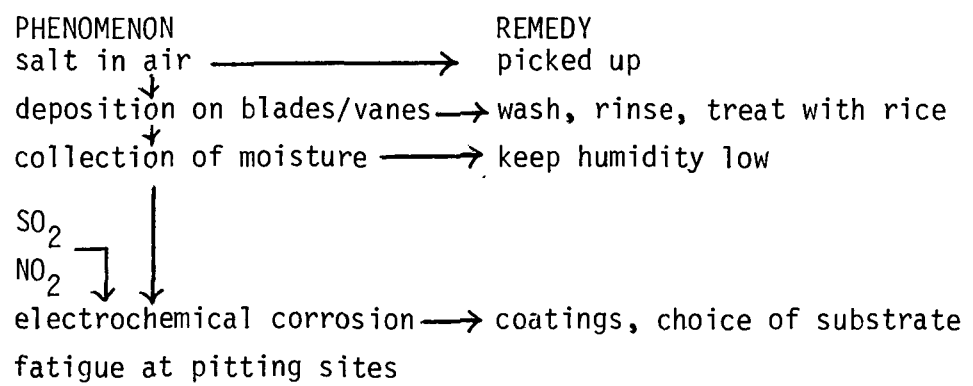 PHENOMENON REMEDY
salt in air picked up
deposition on blades/vanes wash, rinse, treat with rice
collection of moisture keep humidity low
SO2
NO2
electrochemical corrosion coatings, choice of substrate
fatigue at pitting sites